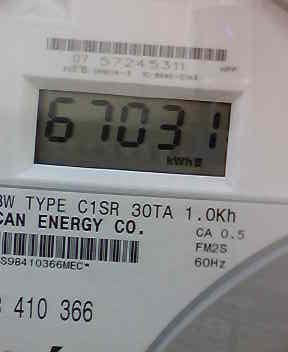 07 57245311
67031
kWh
3W TYPE C1SR 30TA 1.0Kh
CAN ENERGY CO.
CA 0.5
FM2S
S98410366MEC*
60Hz
410 366